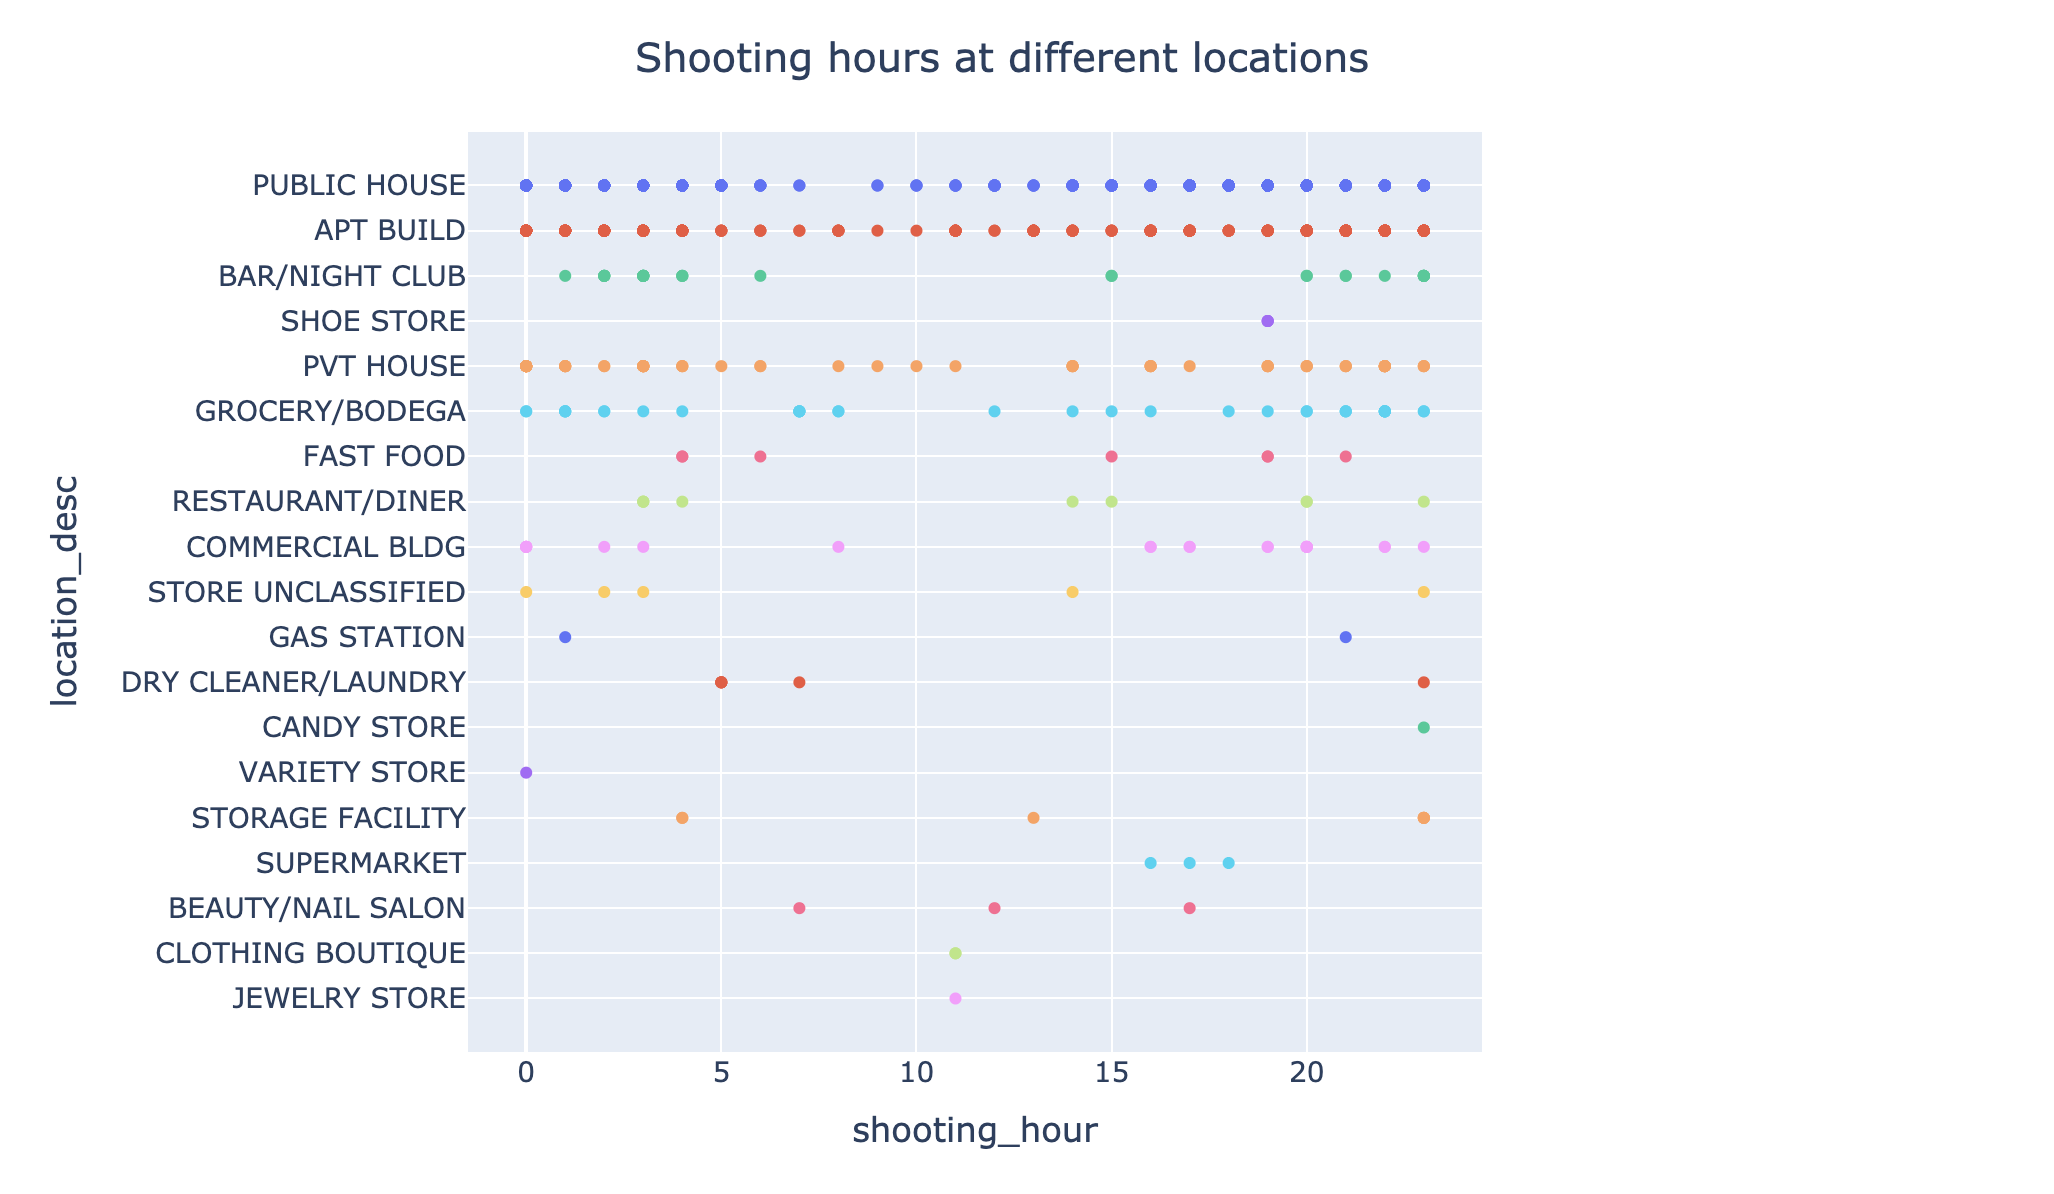 Shooting hours at different locations
PUBLIC HOUSE
APT BUILD
BAR/NIGHT CLUB
SHOE STORE
PVT HOUSE
GROCERY/BODEGA
FAST FOOD
RESTAURANT/DINER
COMMERCIAL BLDG
STORE UNCLASSIFIED
GAS STATION
DRY CLEANER/LAUNDRY
CANDY STORE
VARIETY STORE
STORAGE FACILITY
SUPERMARKET
BEAUTY/NAIL SALON
CLOTHING BOUTIQUE
JEWELRY STORE
location_desc
0 5 10 15 20
shooting_hour